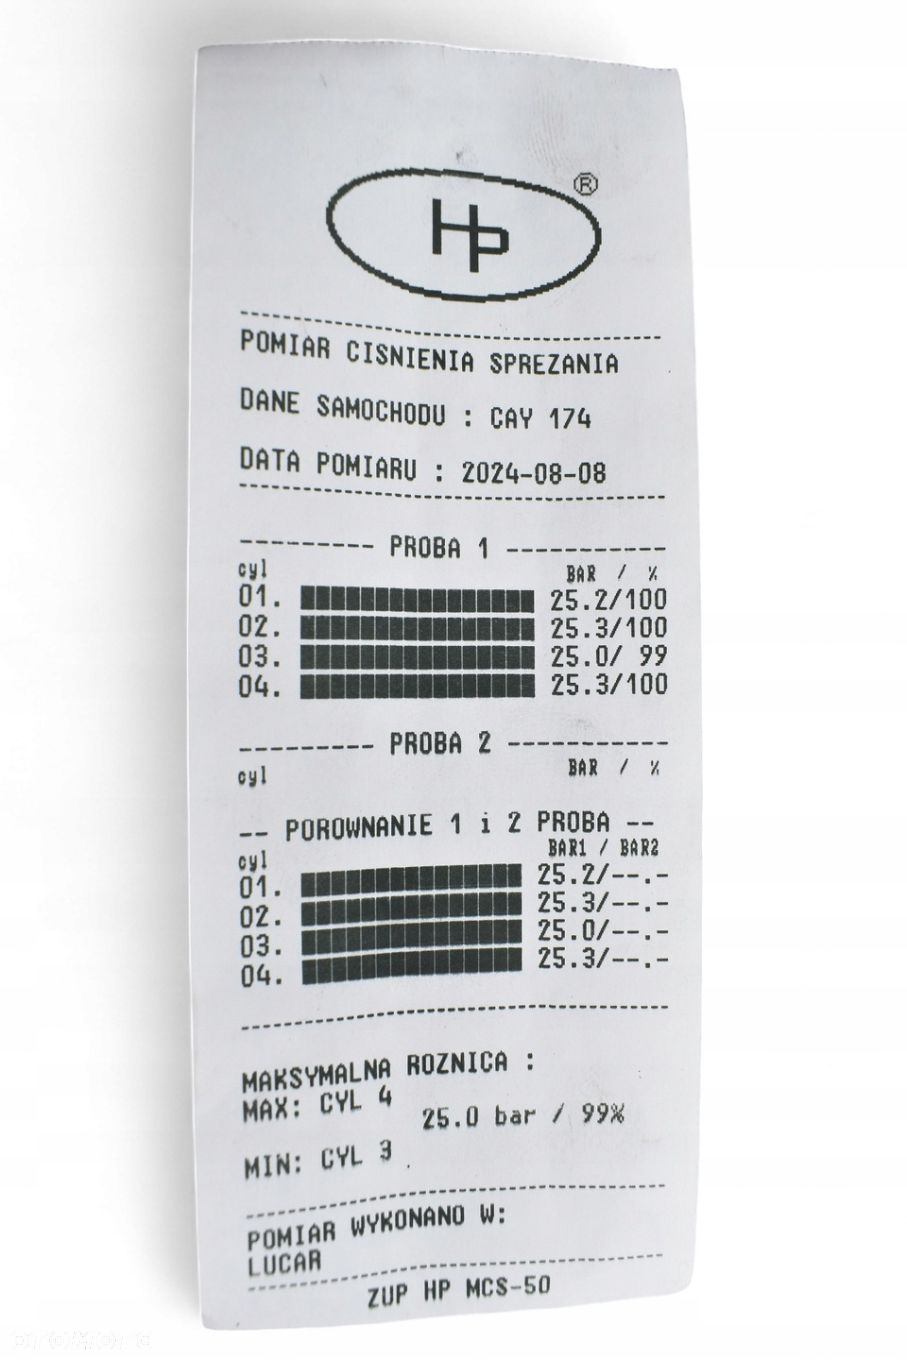 HP ®
POMIAR CISNIENIA SPREZANIA
DANE SAMOCHODU : CAY 174
DATA POMIARU : 2024-08-08
--------- PROBA 1 -----------
cyl BAR / %
01. 25.2/100
02. 25.3/100
03. 25.0/ 99
04. 25.3/100
--------- PROBA 2 -----------
cyl BAR / %
-- POROWNANIE 1 i 2 PROBA --
cyl BAR1 / BAR2
01. 25.2/--.-
02. 25.3/--.-
03. 25.0/--.-
04. 25.3/--.-
MAKSYMALNA ROZNICA :
MAX: CYL 4
25.0 bar / 99%
MIN: CYL 3
POMIAR WYKONANO W:
LUCAR
ZUP HP MCS-50